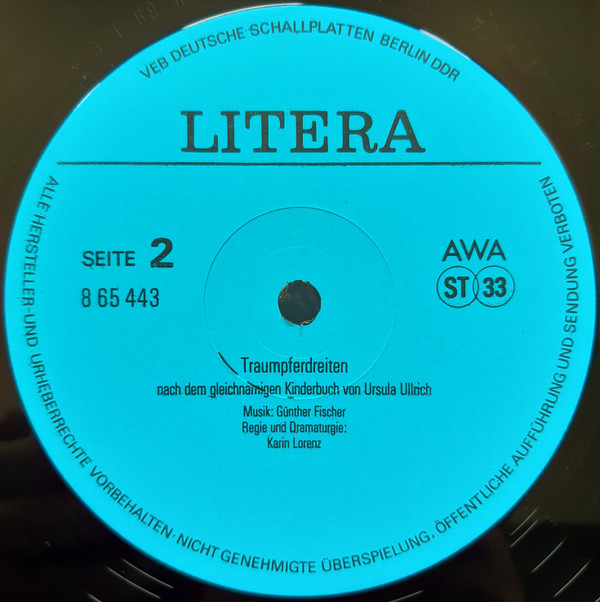 VEB DEUTSCHE SCHALLPLATTEN BERLIN DDR
LITERA
SEITE 2
8 65 443
AWA
ST 33
Traumpferdreiten
nach dem gleichnamigen Kinderbuch von Ursula Ullrich
Musik: Günther Fischer
Regie und Dramaturgie:
Karin Lorenz
ALLE HERSTELLER- UND URHEBERRECHTE VORBEHALTEN · NICHT GENEHMIGTE ÜBERSPIELUNG, ÖFFENTLICHE AUFFÜHRUNG UND SENDUNG VERBOTEN